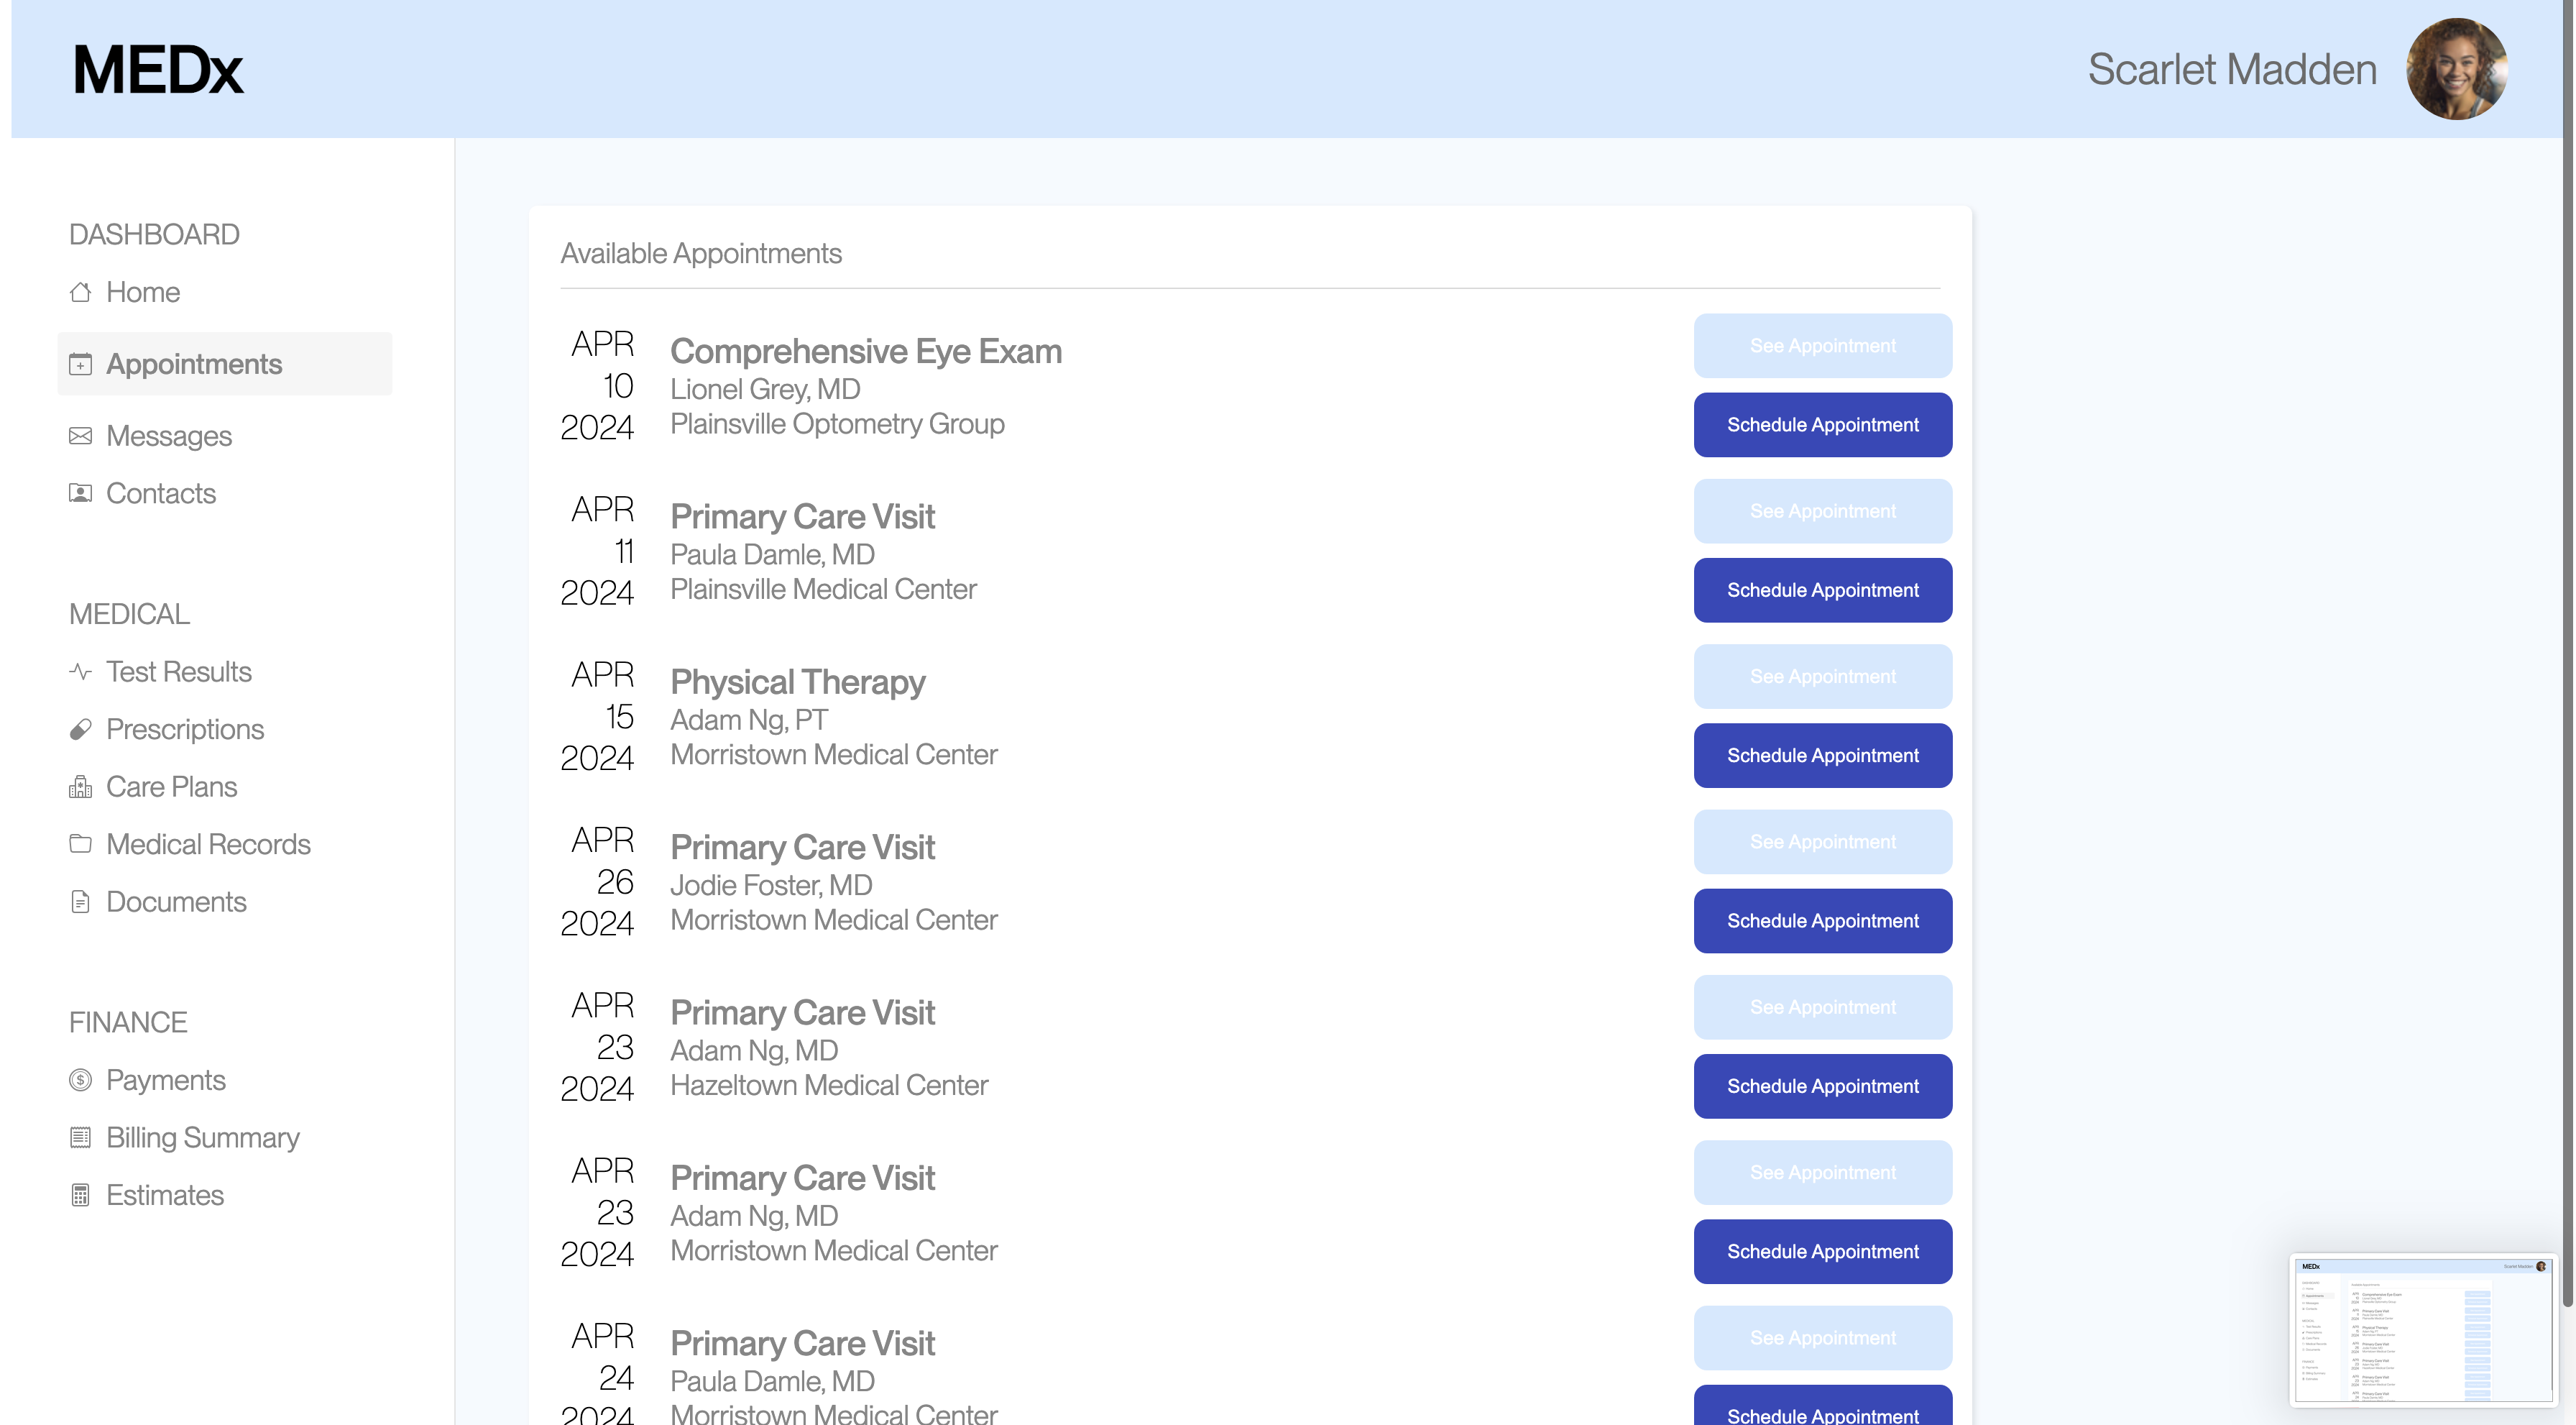 MEDx
Scarlet Madden
DASHBOARD
Home
Appointments
Messages
Contacts
MEDICAL
Test Results
Prescriptions
Care Plans
Medical Records
Documents
FINANCE
Payments
Billing Summary
Estimates
Available Appointments
APR
10
2024
Comprehensive Eye Exam
Lionel Grey, MD
Plainsville Optometry Group
See Appointment
Schedule Appointment
APR
11
2024
Primary Care Visit
Paula Damle, MD
Plainsville Medical Center
See Appointment
Schedule Appointment
APR
15
2024
Physical Therapy
Adam Ng, PT
Morristown Medical Center
See Appointment
Schedule Appointment
APR
26
2024
Primary Care Visit
Jodie Foster, MD
Morristown Medical Center
See Appointment
Schedule Appointment
APR
23
2024
Primary Care Visit
Adam Ng, MD
Hazeltown Medical Center
See Appointment
Schedule Appointment
APR
23
2024
Primary Care Visit
Adam Ng, MD
Morristown Medical Center
See Appointment
Schedule Appointment
APR
24
2024
Primary Care Visit
Paula Damle, MD
Morristown Medical Center
See Appointment
Schedule Appointment
MEDx
Scarlet Madden